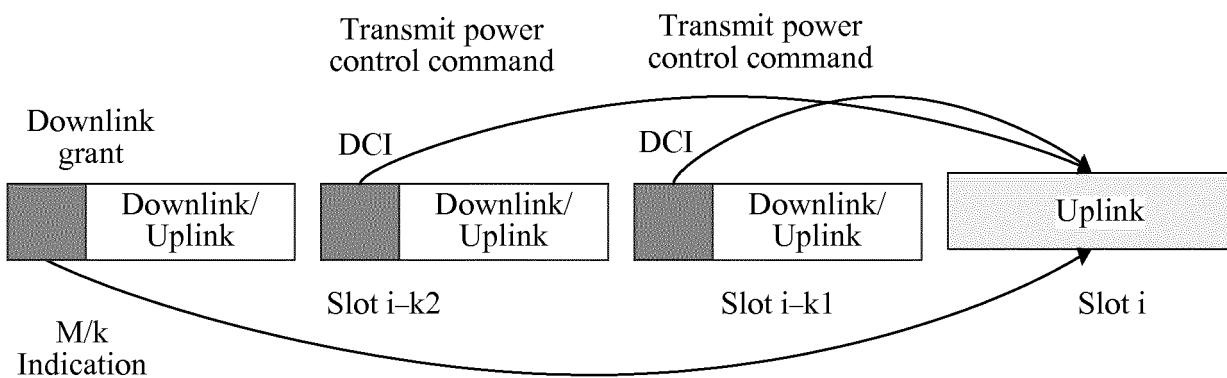 Transmit power
control command
Transmit power
control command
Downlink
grant
DCI
DCI
Downlink/
Uplink
Downlink/
Uplink
Downlink/
Uplink
Uplink
Slot i–k2
Slot i–k1
Slot i
M/k
Indication